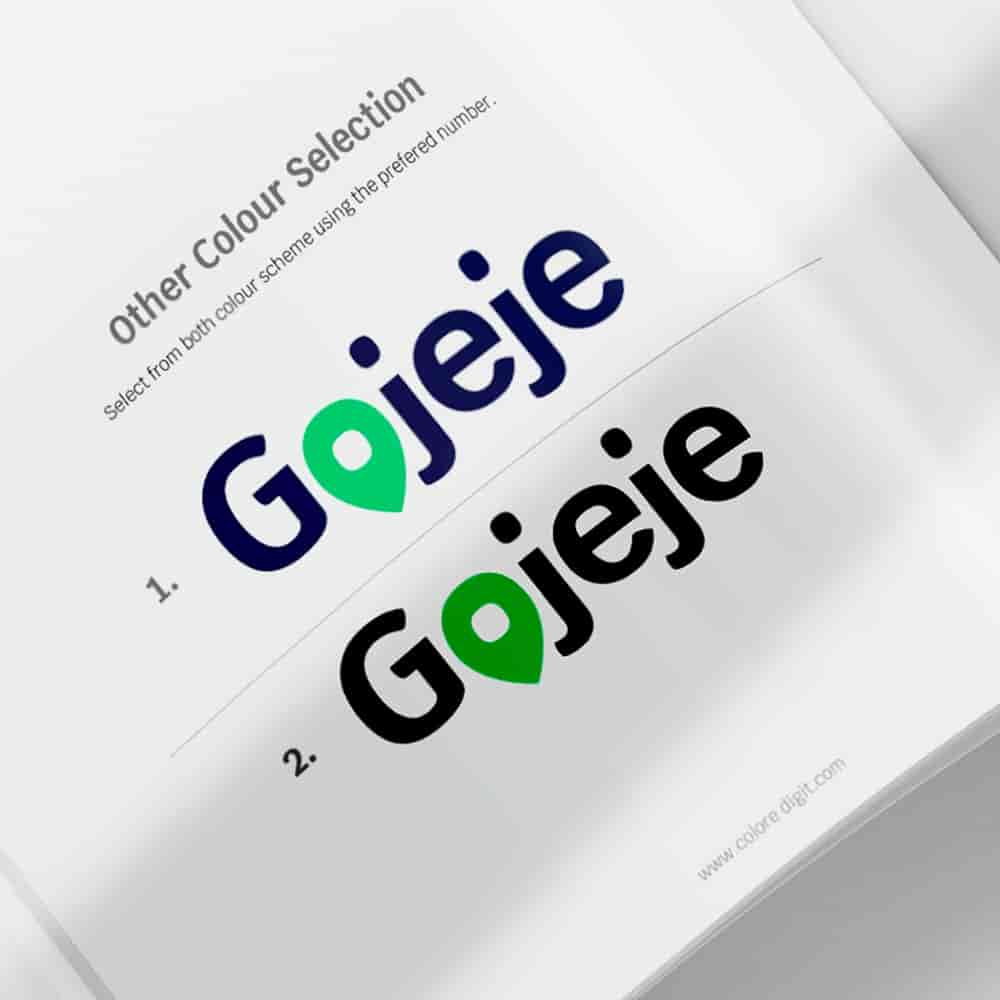 Other Colour Selection
Select from both colour scheme using the prefered number.
1.
Gojeje
2.
Gojeje
www.colore digit.com